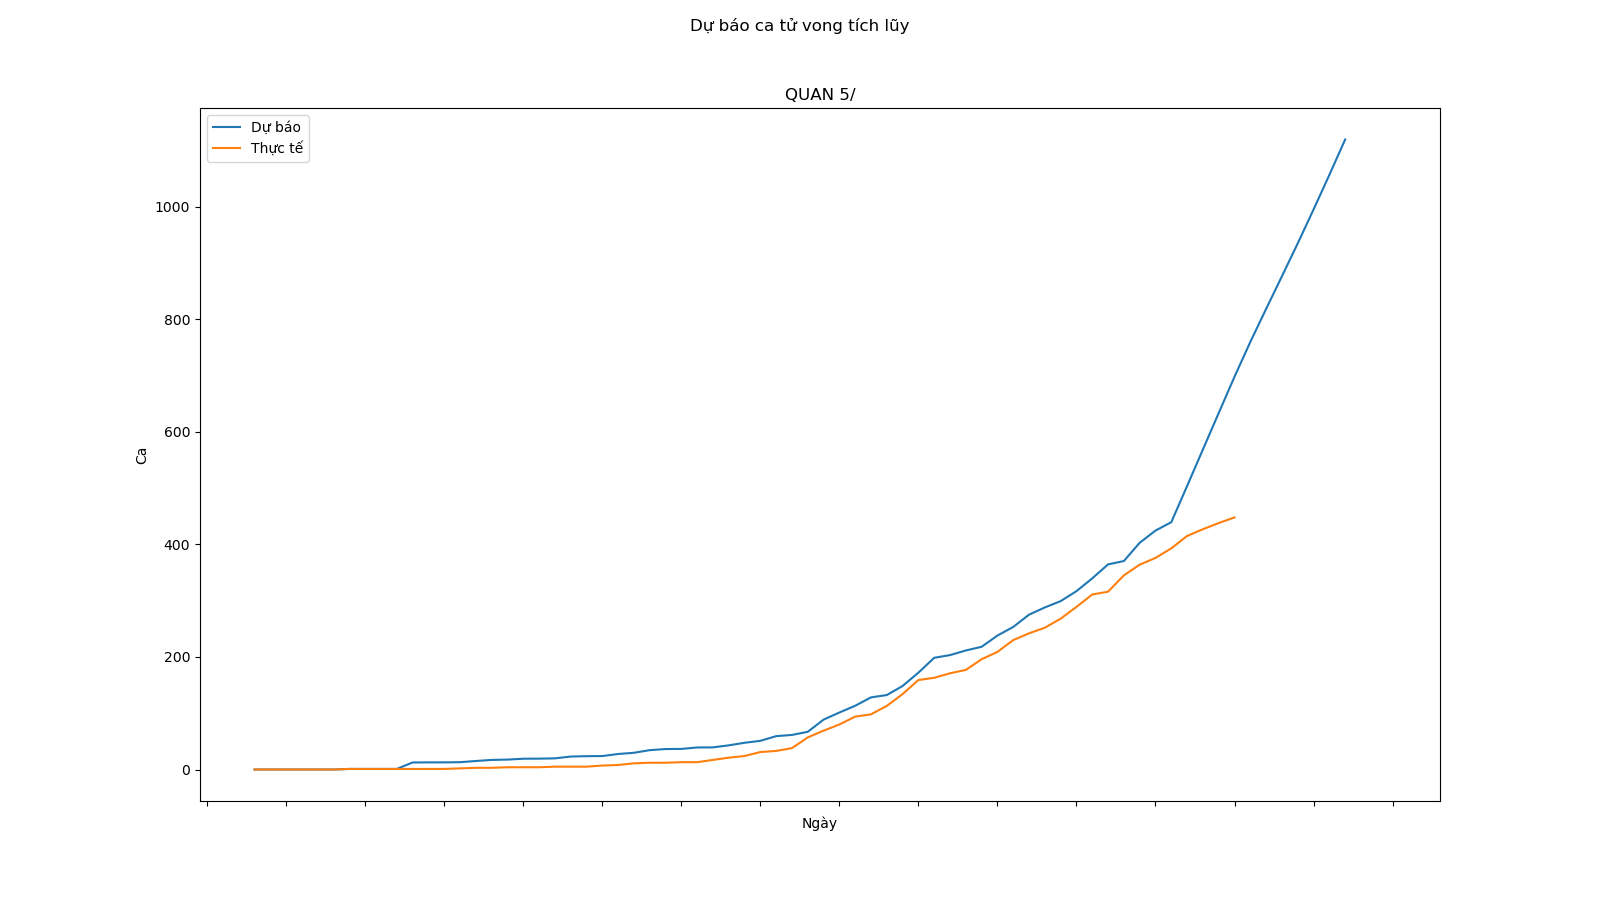 Dự báo ca tử vong tích lũy
QUAN 5/
Dự báo
Thực tế
1000
800
600
400
200
0
Ca
Ngày